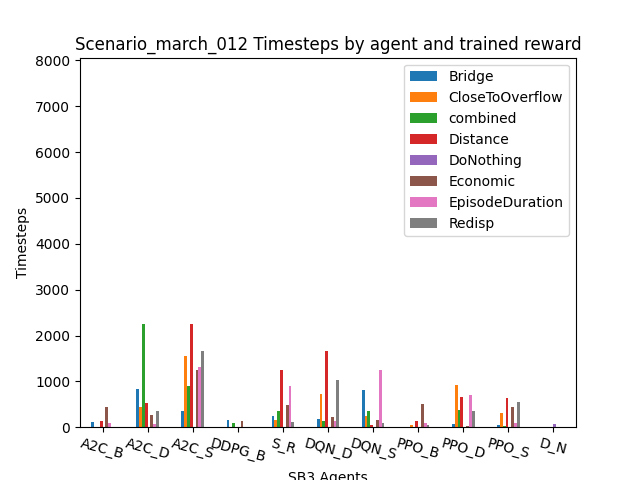 Scenario_march_012 Timesteps by agent and trained reward
8000
7000
6000
5000
4000
3000
2000
1000
0
Timesteps
Bridge
CloseToOverflow
combined
Distance
DoNothing
Economic
EpisodeDuration
Redisp
A2C_B
A2C_D
A2C_S
DDPG_B
S_R
DQN_D
DQN_S
PPO_B
PPO_D
PPO_S
D_N
SB3 Agents